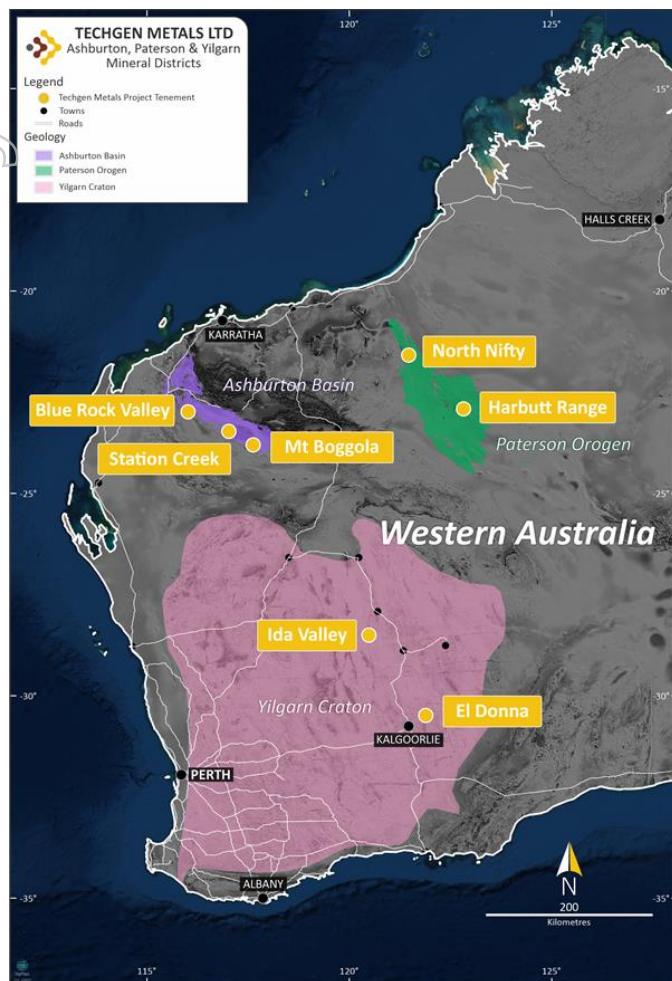 TECHGEN METALS LTD
Ashburton, Paterson & Yilgarn
Mineral Districts
Legend
Techgen Metals Project Tenement
Towns
Roads
Geology
Ashburton Basin
Paterson Orogen
Yilgarn Craton
120°
125°
-15°
-15°
HALLS CREEK
-20°
-20°
KARRATHA
North Nifty
Ashburton Basin
Blue Rock Valley
Harbutt Range
Station Creek
Mt Boggola
Paterson Orogen
-25°
-25°
Western Australia
Ida Valley
-30°
-30°
Yilgarn Craton
El Donna
KALGOORLIE
PERTH
ALBANY
N
-35°
-35°
200
Kilometres
115°
120°
125°